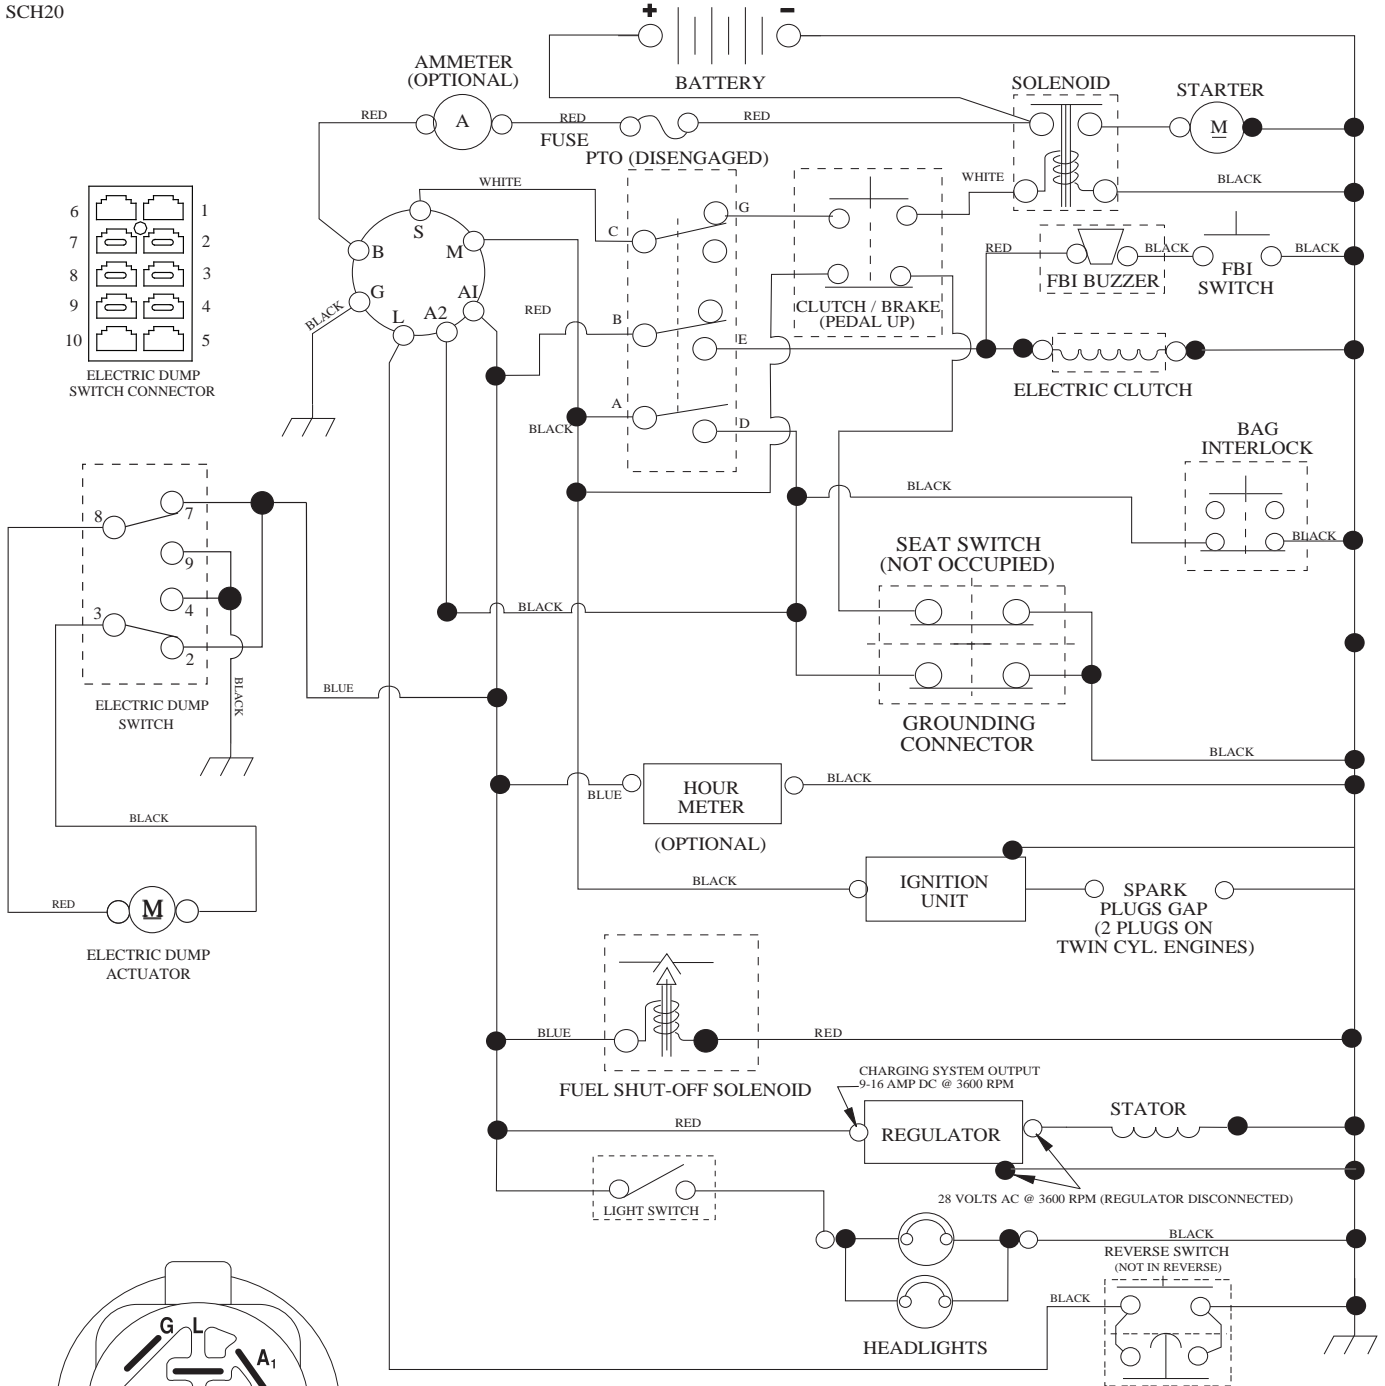 SCH20
+ −
BATTERY
AMMETER
(OPTIONAL)
RED
A
RED
FUSE
RED
SOLENOID
STARTER
M
PTO (DISENGAGED)
WHITE
WHITE
BLACK
S
B
M
G
L
A2
AI
BLACK
RED
C
G
B
E
A
D
BLACK
CLUTCH / BRAKE
(PEDAL UP)
RED
BLACK
BLACK
FBI BUZZER
FBI
SWITCH
ELECTRIC CLUTCH
6 1
7 2
8 3
9 4
10 5
ELECTRIC DUMP
SWITCH CONNECTOR
BAG
INTERLOCK
BLACK
BLACK
8
7
9
4
3
2
ELECTRIC DUMP
SWITCH
BLACK
BLUE
BLACK
SEAT SWITCH
(NOT OCCUPIED)
GROUNDING
CONNECTOR
BLACK
BLUE
HOUR
METER
BLACK
(OPTIONAL)
BLACK
RED
M
ELECTRIC DUMP
ACTUATOR
BLACK
IGNITION
UNIT
SPARK
PLUGS GAP
(2 PLUGS ON
TWIN CYL. ENGINES)
BLUE
RED
FUEL SHUT-OFF SOLENOID
CHARGING SYSTEM OUTPUT
9-16 AMP DC @ 3600 RPM
RED
REGULATOR
STATOR
28 VOLTS AC @ 3600 RPM (REGULATOR DISCONNECTED)
LIGHT SWITCH
BLACK
REVERSE SWITCH
(NOT IN REVERSE)
BLACK
HEADLIGHTS
G L
A1